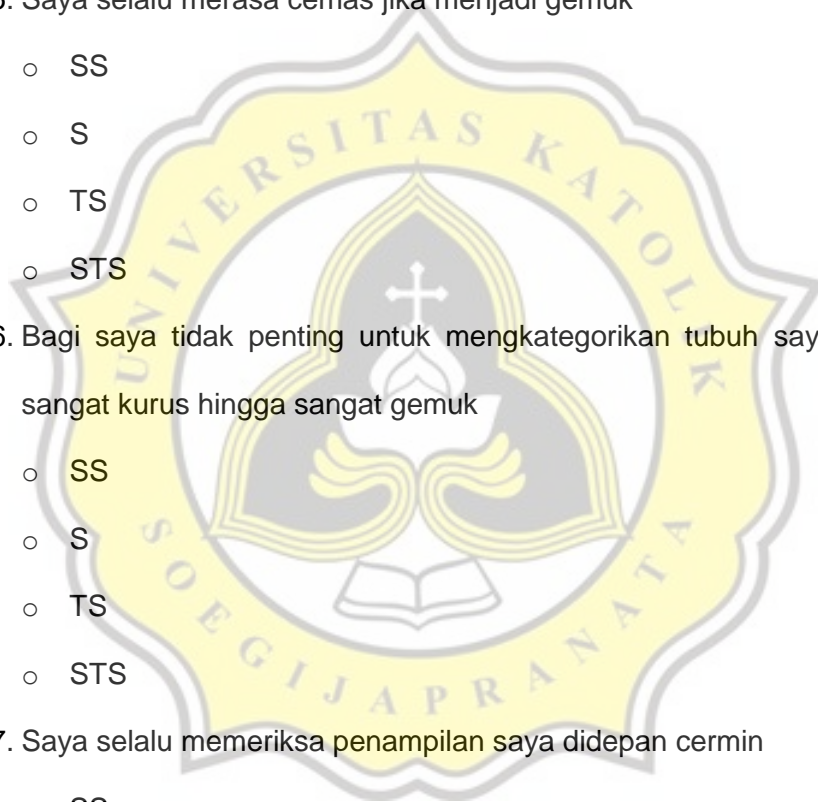 5. Saya selalu merasa cemas jika menjadi gemuk
o SS
o S
o TS
o STS
6. Bagi saya tidak penting untuk mengkategorikan tubuh say
sangat kurus hingga sangat gemuk
o SS
o S
o TS
o STS
7. Saya selalu memeriksa penampilan saya didepan cermin
SS
UNIVERSITAS KATOLIK
SOEGIJAPRANATA